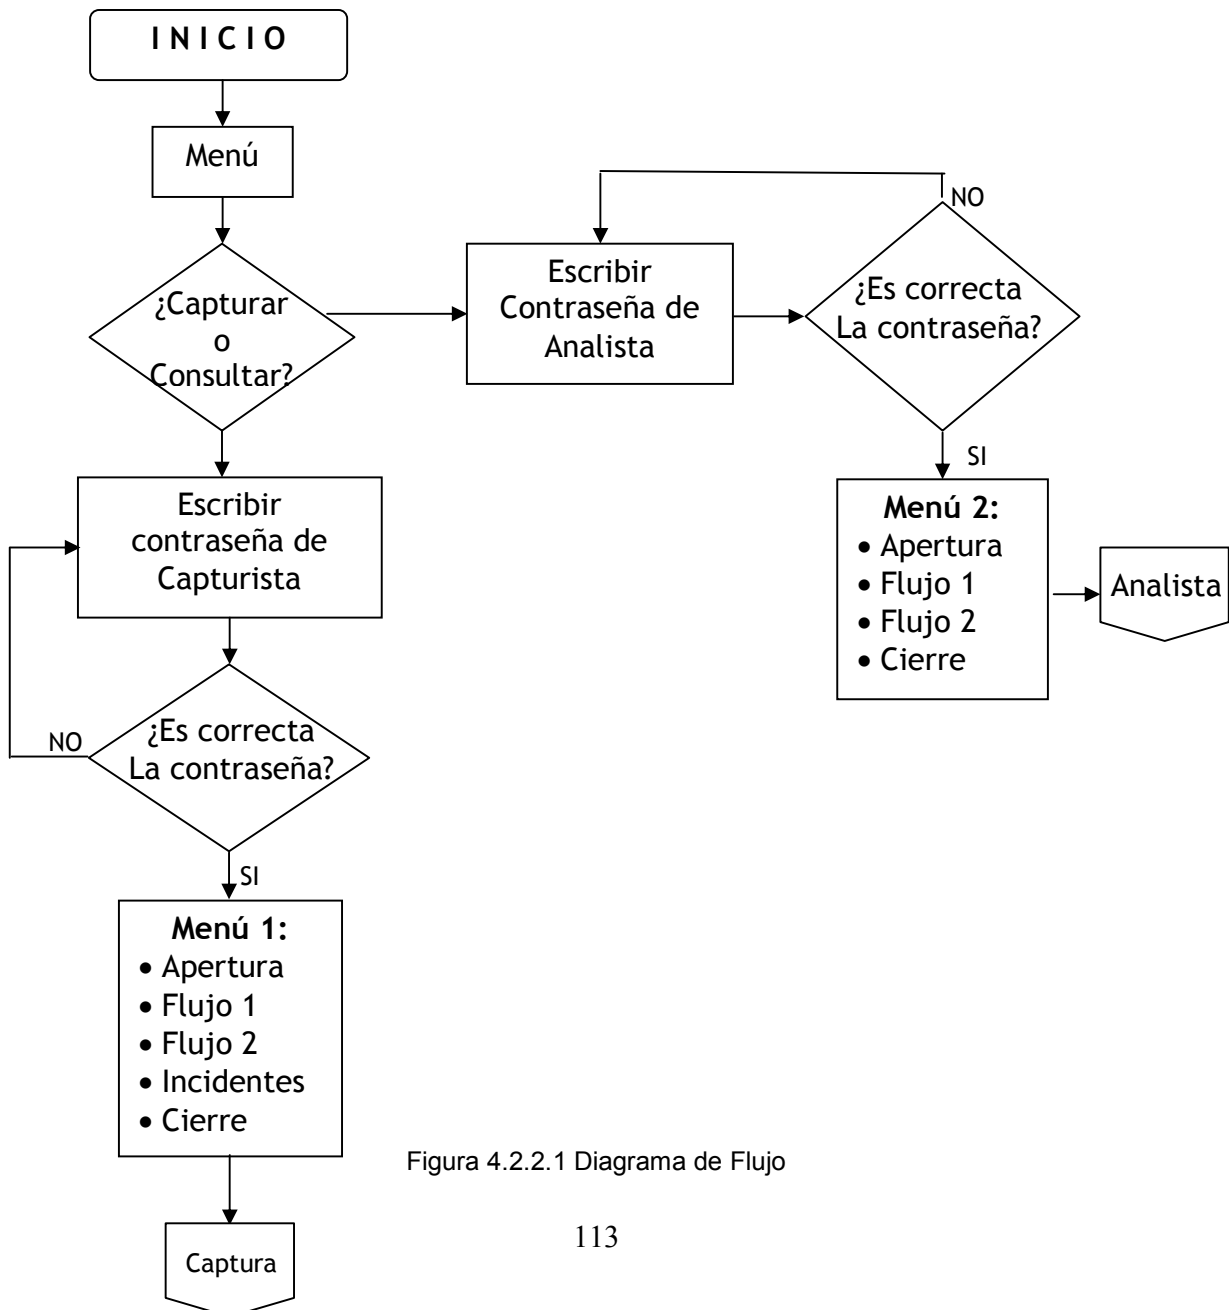 I N I C I O
Menú
¿Capturar
o
Consultar?
Escribir
Contraseña de
Analista
NO
¿Es correcta
La contraseña?
SI
Menú 2:
• Apertura
• Flujo 1
• Flujo 2
• Cierre
Analista
Escribir
contraseña de
Capturista
NO
¿Es correcta
La contraseña?
SI
Menú 1:
• Apertura
• Flujo 1
• Flujo 2
• Incidentes
• Cierre
Captura
Figura 4.2.2.1 Diagrama de Flujo
113